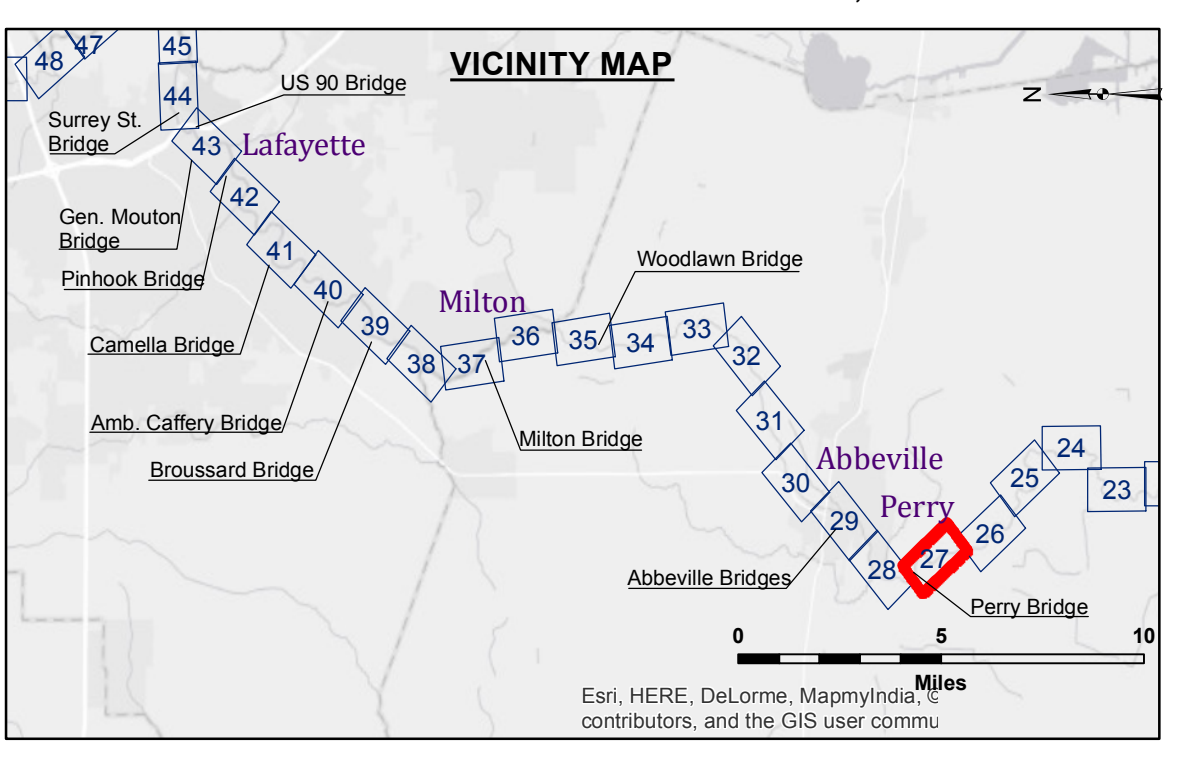 VICINITY MAP
N
48
47
45
44
US 90 Bridge
Surrey St.
Bridge
43
Lafayette
42
Gen. Mouton
Bridge
Pinhook Bridge
41
40
Camella Bridge
39
Milton
Woodlawn Bridge
38
37
36
35
34
33
32
Amb. Caffery Bridge
Broussard Bridge
Milton Bridge
31
30
Abbeville
29
Perry
28
27
26
25
24
23
Abbeville Bridges
Perry Bridge
0 5 10
Miles
Esri, HERE, DeLorme, MapmyIndia, ©
contributors, and the GIS user commu